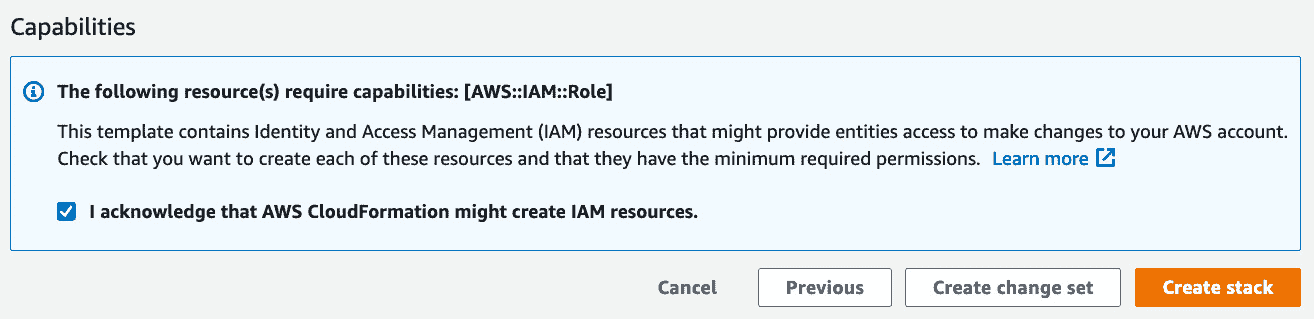 Capabilities
The following resource(s) require capabilities: [AWS::IAM::Role]
This template contains Identity and Access Management (IAM) resources that might provide entities access to make changes to your AWS account.
Check that you want to create each of these resources and that they have the minimum required permissions. Learn more
I acknowledge that AWS CloudFormation might create IAM resources.
Cancel Previous Create change set Create stack